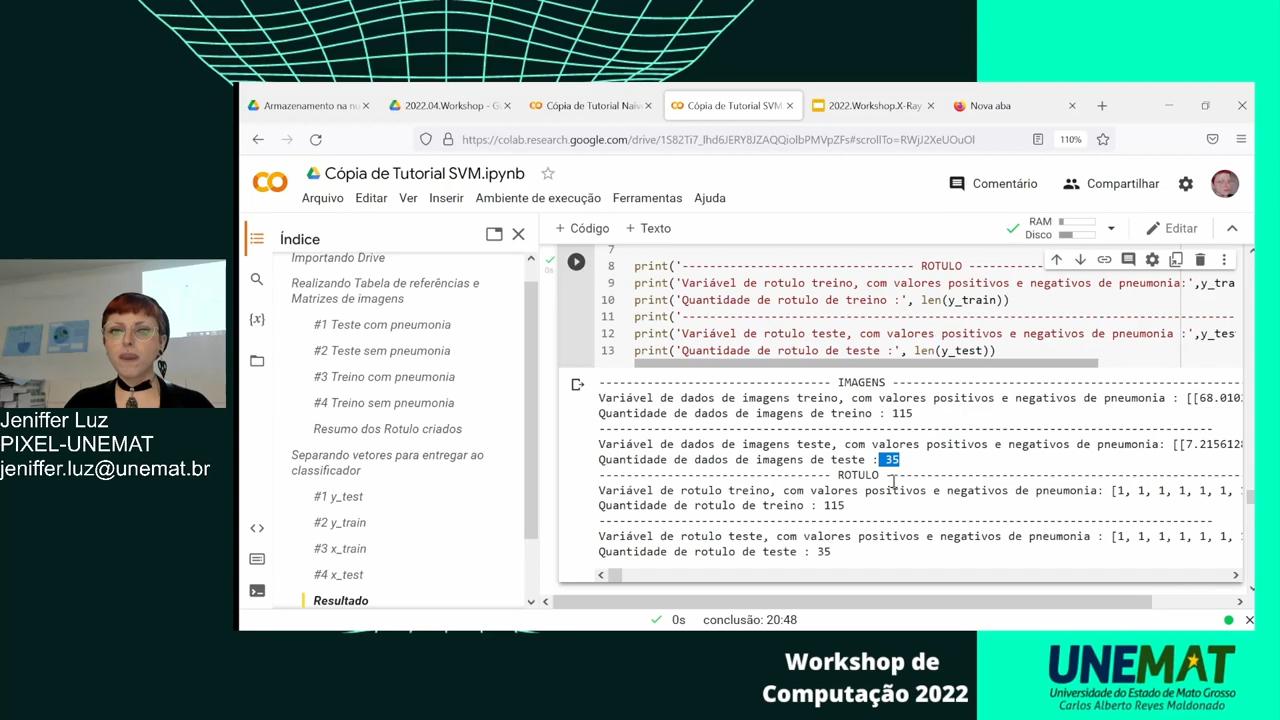 Armazenamento na nu
2022.04.Workshop - G
Cópia de Tutorial Naiv
Cópia de Tutorial SVM
2022.Workshop.X-Ray
Nova aba
110%
Cópia de Tutorial SVM.ipynb
Arquivo Editar Ver Inserir Ambiente de execução Ferramentas Ajuda
Comentário
Compartilhar
Índice
+ Código + Texto
RAM
Disco
Editar
Importando Drive
Realizando Tabela de referências e
Matrizes de imagens
#1 Teste com pneumonia
#2 Teste sem pneumonia
#3 Treino com pneumonia
#4 Treino sem pneumonia
Resumo dos Rotulo criados
Separando vetores para entregar ao
classificador
#1 y_test
#2 y_train
#3 x_train
#4 x_test
Resultado
{x}
0s
7
8 print('------------------------------- ROTULO -------------
9 print('Variável de rotulo treino, com valores positivos e negativos de pneumonia:',y_tra
10 print('Quantidade de rotulo de treino :', len(y_train))
11 print('--------------------------------------------------------------------------------
12 print('Variável de rotulo teste, com valores positivos e negativos de pneumonia :',y_test
13 print('Quantidade de rotulo de teste :', len(y_test))
------------------------------- IMAGENS ----------------------------------------------
Variável de dados de imagens treino, com valores positivos e negativos de pneumonia : [[68.010
Quantidade de dados de imagens de treino : 115
--------------------------------------------------------------------------------
Variável de dados de imagens teste, com valores positivos e negativos de pneumonia: [[7.2156128
Quantidade de dados de imagens de teste : 35
------------------------------- ROTULO ----------------------------------------------
Variável de rotulo treino, com valores positivos e negativos de pneumonia: [1, 1, 1, 1, 1, 1,
Quantidade de rotulo de treino : 115
--------------------------------------------------------------------------------
Variável de rotulo teste, com valores positivos e negativos de pneumonia : [1, 1, 1, 1, 1, 1,
Quantidade de rotulo de teste : 35
0s conclusão: 20:48
Jeniffer Luz
PIXEL-UNEMAT
jeniffer.luz@unemat.br
Workshop de
Computação 2022
UNEMAT
Universidade do Estado de Mato Grosso
Carlos Alberto Reyes Maldonado